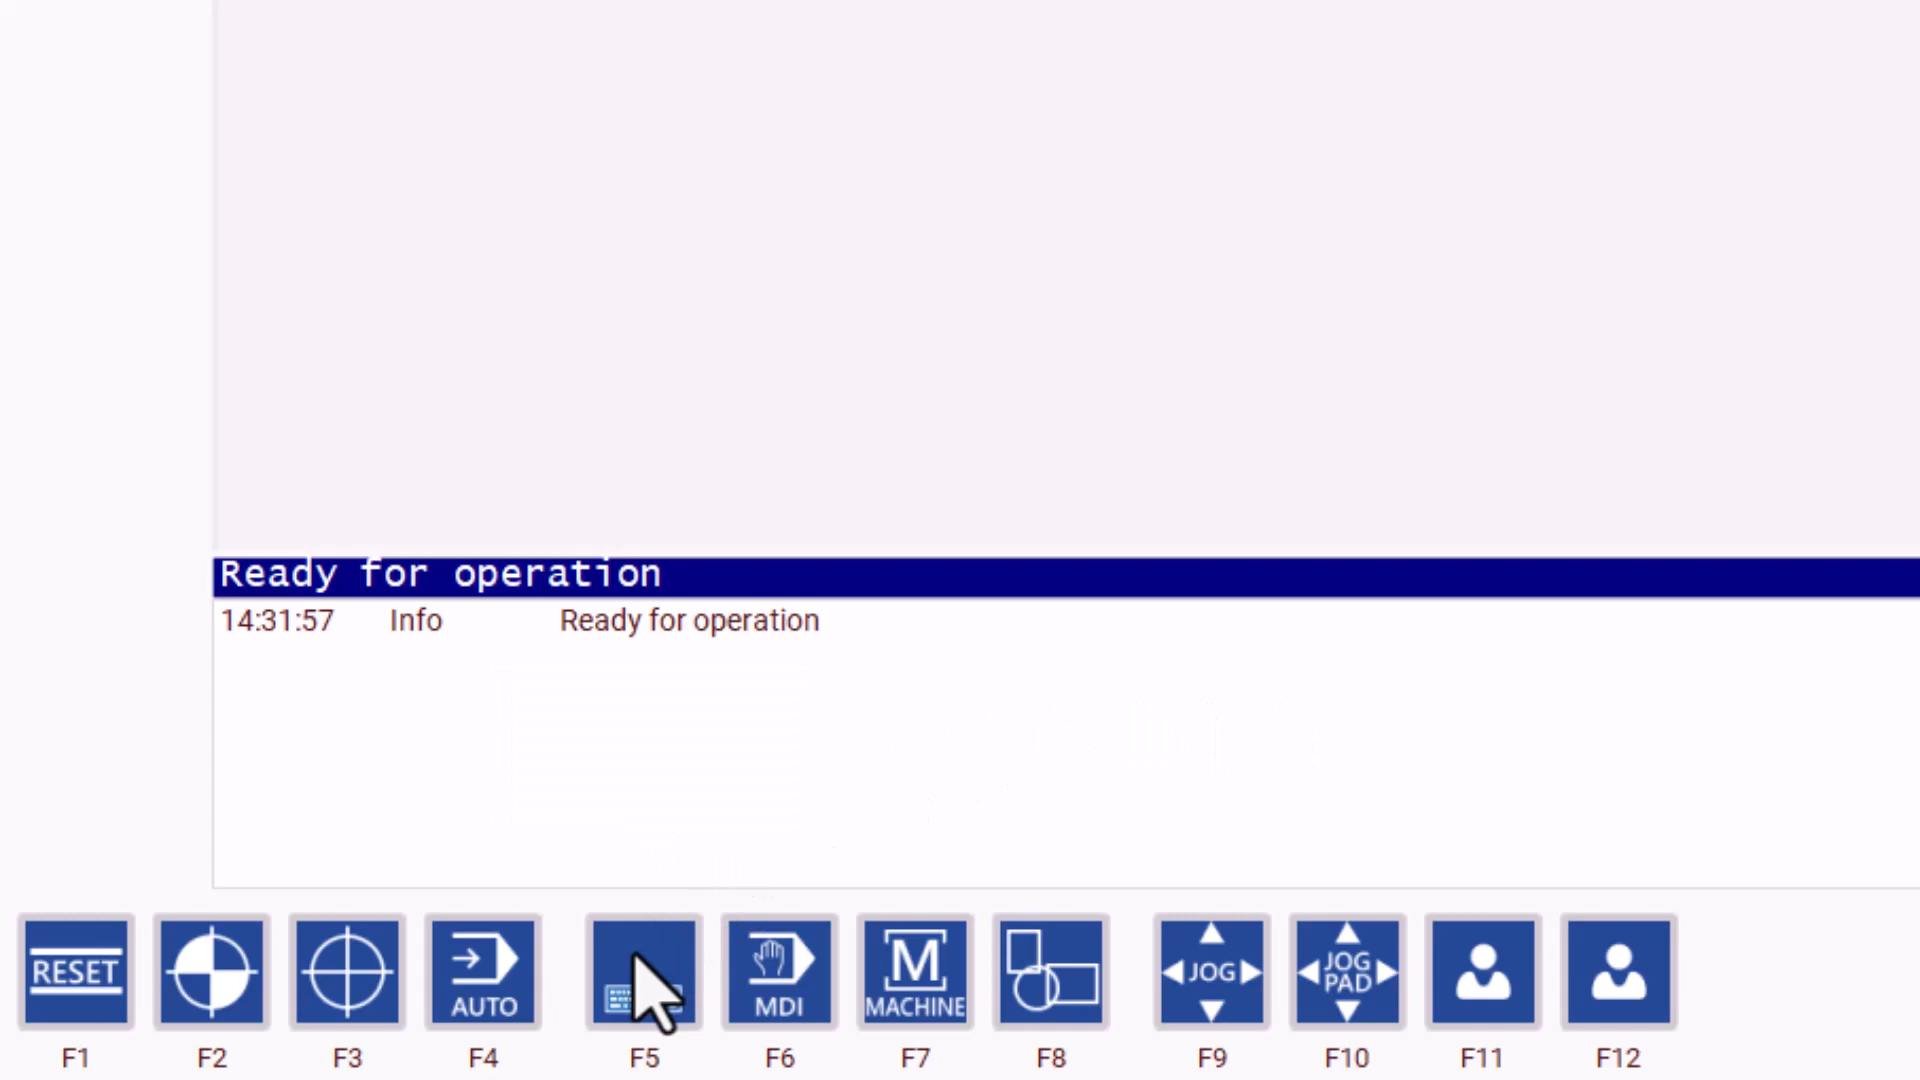 Ready for operation
14:31:57 Info Ready for operation
RESET AUTO MDI M MACHINE JOG JOG PAD
F1 F2 F3 F4 F5 F6 F7 F8 F9 F10 F11 F12